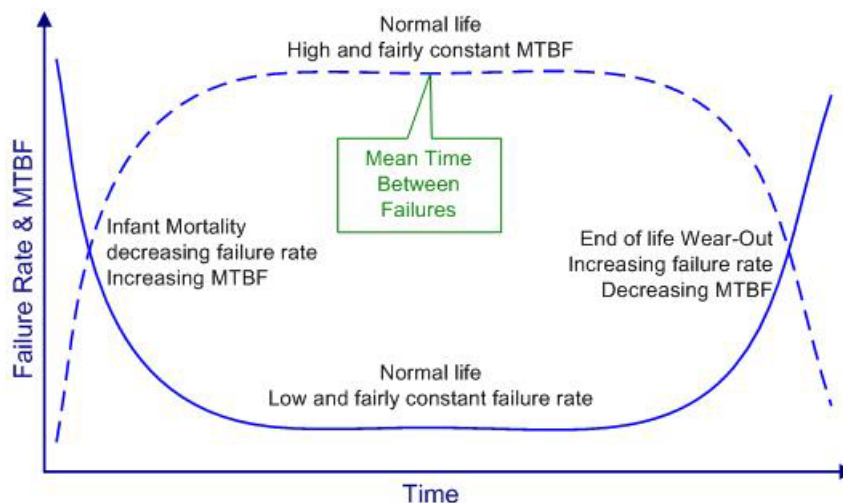 Normal life
High and fairly constant MTBF
Mean Time
Between
Failures
Failure Rate & MTBF
Infant Mortality
decreasing failure rate
Increasing MTBF
End of life Wear-Out
Increasing failure rate
Decreasing MTBF
Normal life
Low and fairly constant failure rate
Time